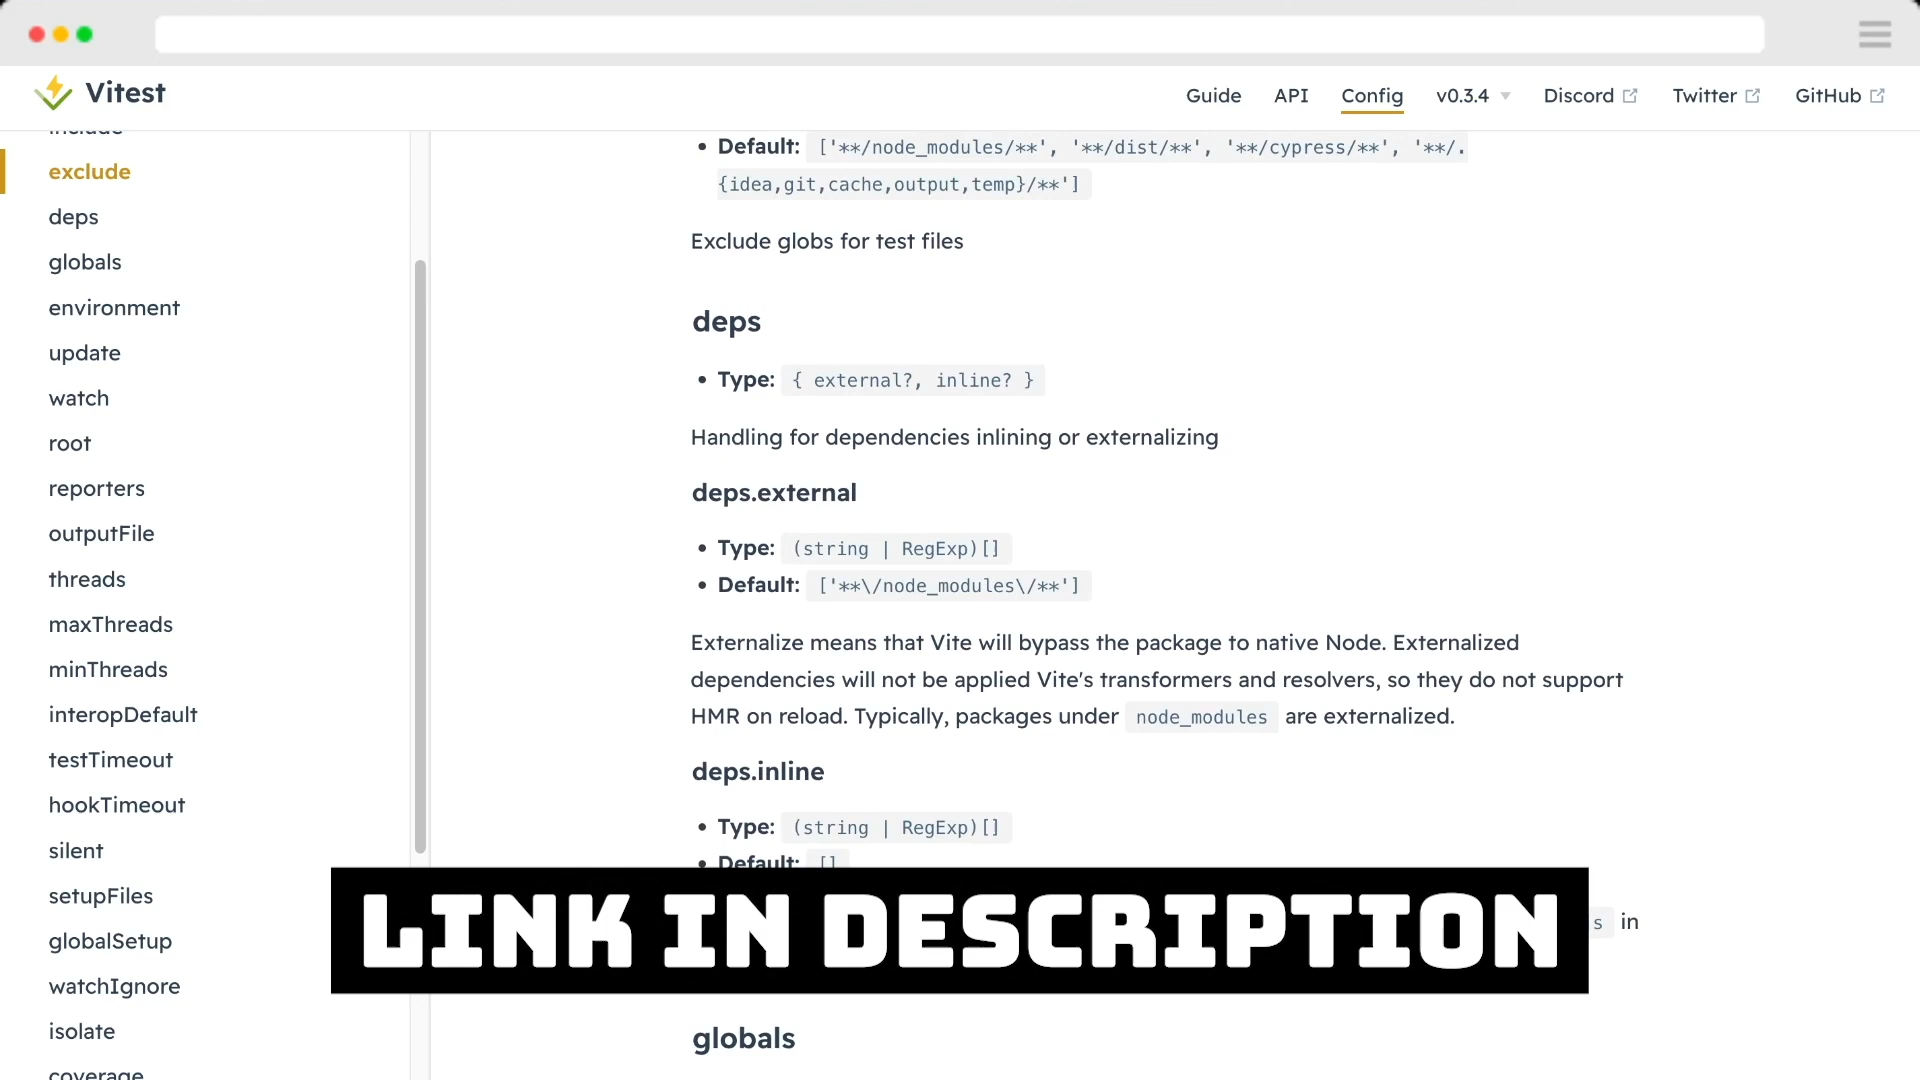 Vitest
Guide
API
Config
v0.3.4
Discord
Twitter
GitHub
include
exclude
deps
globals
environment
update
watch
root
reporters
outputFile
threads
maxThreads
minThreads
interopDefault
testTimeout
hookTimeout
silent
setupFiles
globalSetup
watchIgnore
isolate
coverage
• Default: ['**/node_modules/**', '**/dist/**', '**/cypress/**', '**/.
{idea,git,cache,output,temp}/**']
Exclude globs for test files
deps
• Type: { external?, inline? }
Handling for dependencies inlining or externalizing
deps.external
• Type: (string | RegExp)[]
• Default: ['**\/node_modules\/**']
Externalize means that Vite will bypass the package to native Node. Externalized
dependencies will not be applied Vite's transformers and resolvers, so they do not support
HMR on reload. Typically, packages under node_modules are externalized.
deps.inline
• Type: (string | RegExp)[]
• Default: []
s in
LINK IN DESCRIPTION
globals